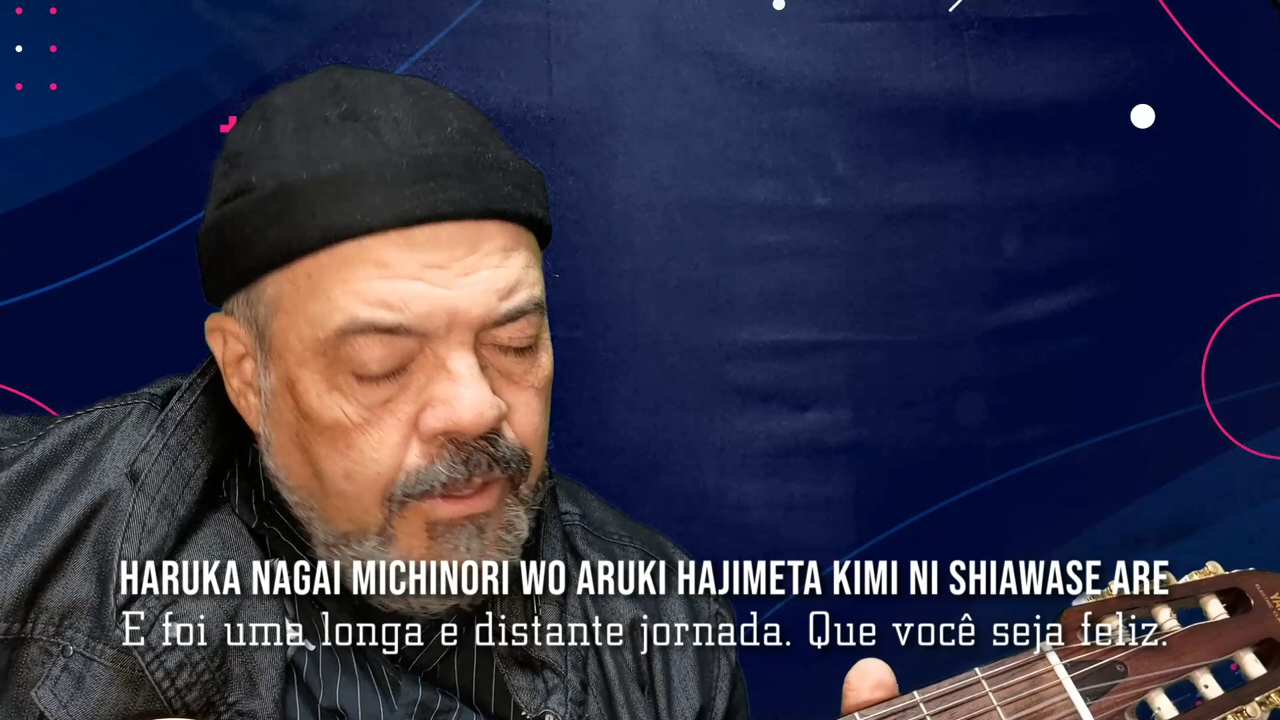 HARUKA NAGAI MICHINORI WO ARUKI HAJIMETA KIMI NI SHIAWASE ARE
E foi uma longa e distante jornada. Que você seja feliz.